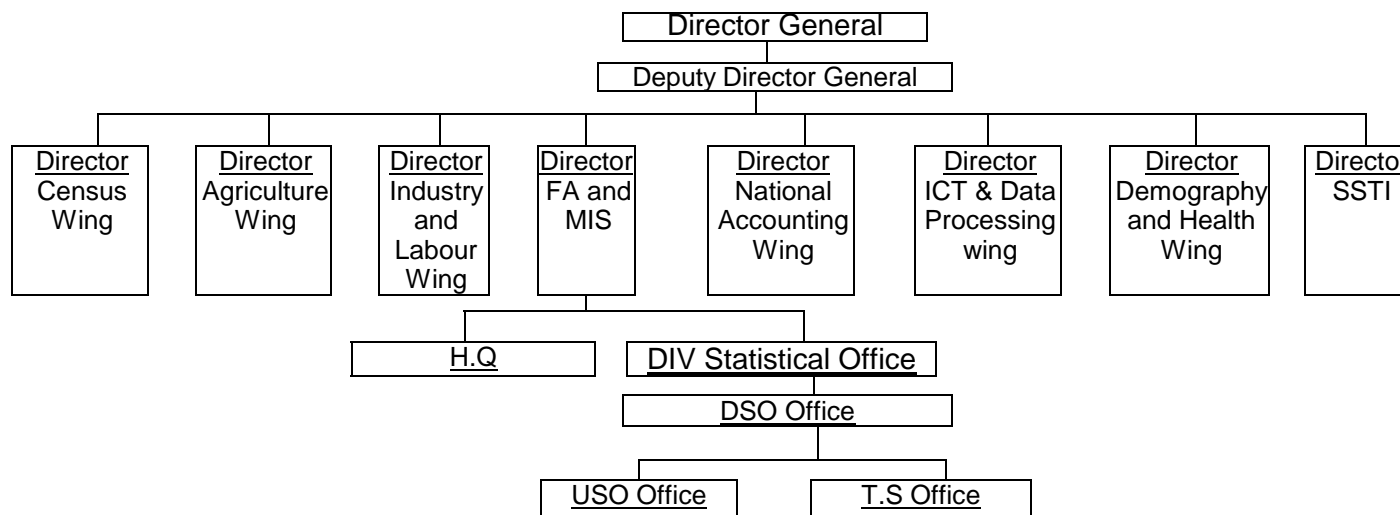 Director General
Deputy Director General
Director
Census
Wing
Director
Agriculture
Wing
Director
Industry
and
Labour
Wing
Director
FA and
MIS
Director
National
Accounting
Wing
Director
ICT & Data
Processing
wing
Director
Demography
and Health
Wing
Directo
SSTI
H.Q
DIV Statistical Office
DSO Office
USO Office
T.S Office